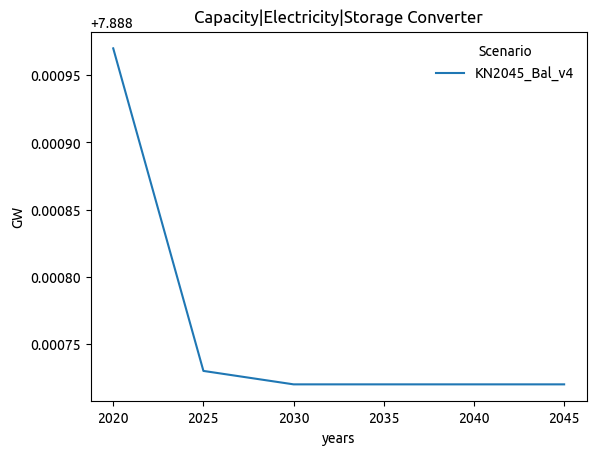 Capacity|Electricity|Storage Converter
+7.888
Scenario
KN2045_Bal_v4
0.00095
0.00090
0.00085
0.00080
0.00075
GW
2020 2025 2030 2035 2040 2045
years